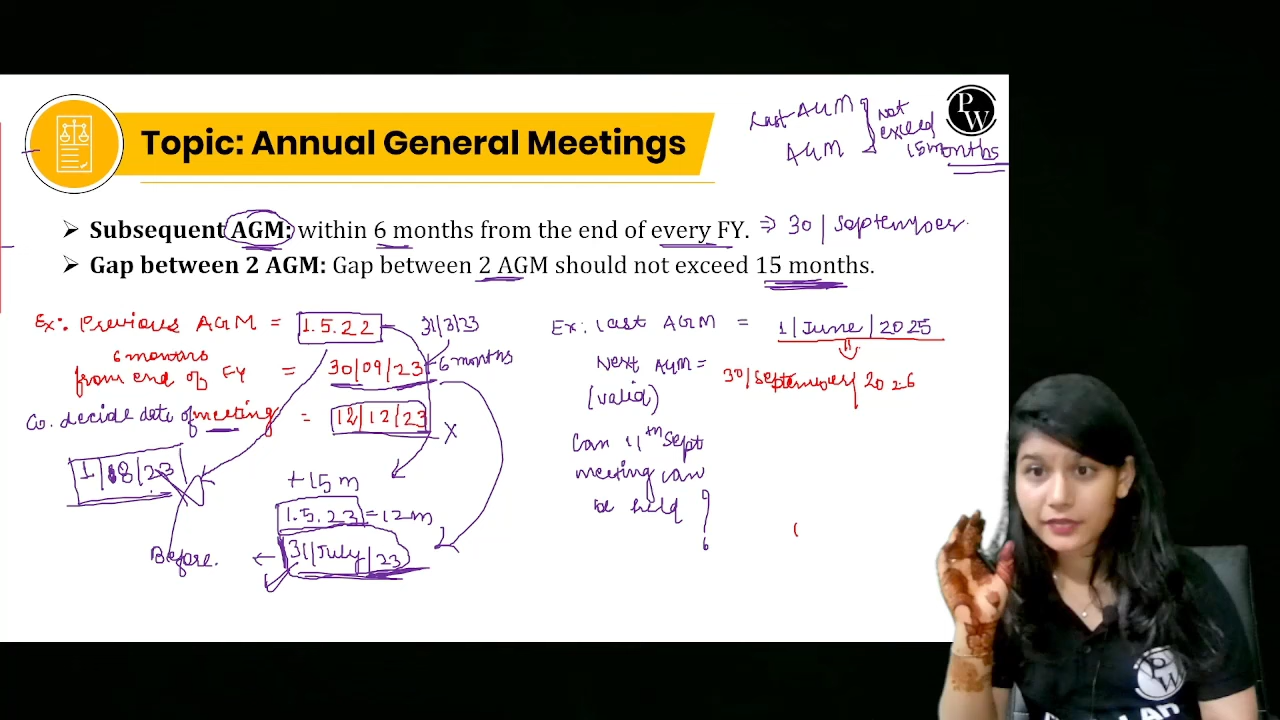 Topic: Annual General Meetings
Last AGM
AGM
not
exceed
15 months
PW
➢ Subsequent AGM: within 6 months from the end of every FY. ⇒ 30/September.
➢ Gap between 2 AGM: Gap between 2 AGM should not exceed 15 months.
Ex:- Previous AGM = 1.5.22
31/3/23
6 months
from end of FY = 30/09/23
6 months
Co. decide date of meeting = 12/12/23 X
1/8/23
+15 m
1.5.23 = 12 m
Before. ← 31/July/23
Ex: Last AGM = 1/June/2025
Next AGM = 30/September/2026
(valid)
Can 11th Sept
meeting can
be held ?
PW